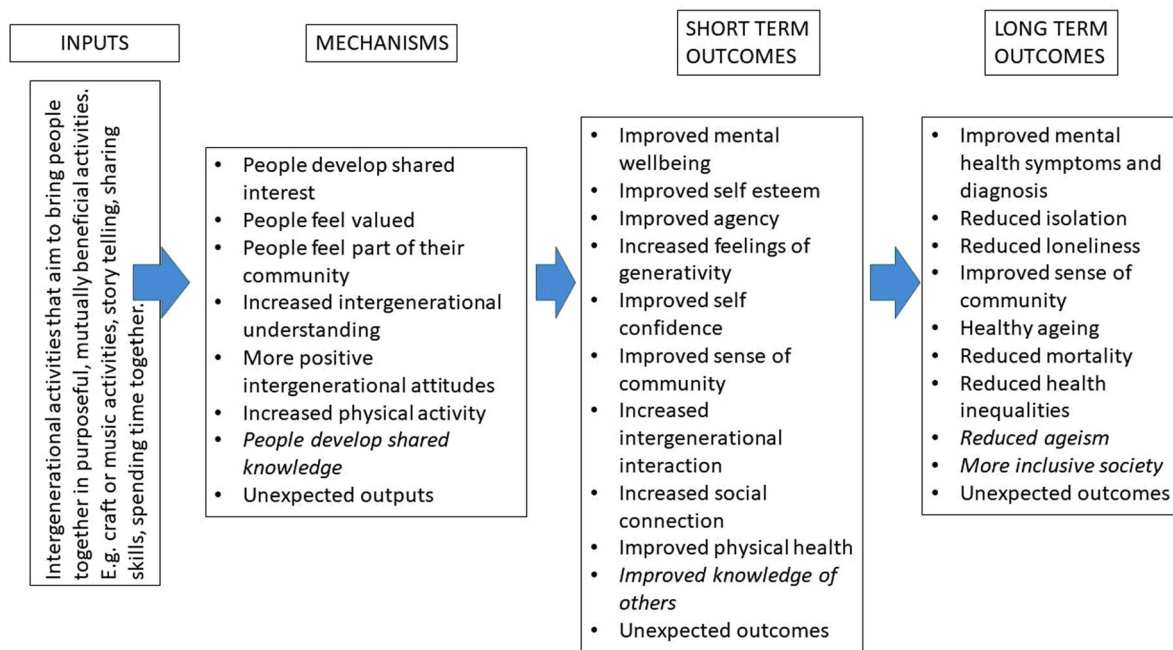 INPUTS
Intergenerational activities that aim to bring people
together in purposeful, mutually beneficial activities.
E.g. craft or music activities, story telling, sharing
skills, spending time together.
MECHANISMS
• People develop shared
interest
• People feel valued
• People feel part of their
community
• Increased intergenerational
understanding
• More positive
intergenerational attitudes
• Increased physical activity
• People develop shared
knowledge
• Unexpected outputs
SHORT TERM
OUTCOMES
• Improved mental
wellbeing
• Improved self esteem
• Improved agency
• Increased feelings of
generativity
• Improved self
confidence
• Improved sense of
community
• Increased
intergenerational
interaction
• Increased social
connection
• Improved physical health
• Improved knowledge of
others
• Unexpected outcomes
LONG TERM
OUTCOMES
• Improved mental
health symptoms and
diagnosis
• Reduced isolation
• Reduced loneliness
• Improved sense of
community
• Healthy ageing
• Reduced mortality
• Reduced health
inequalities
• Reduced ageism
• More inclusive society
• Unexpected outcomes